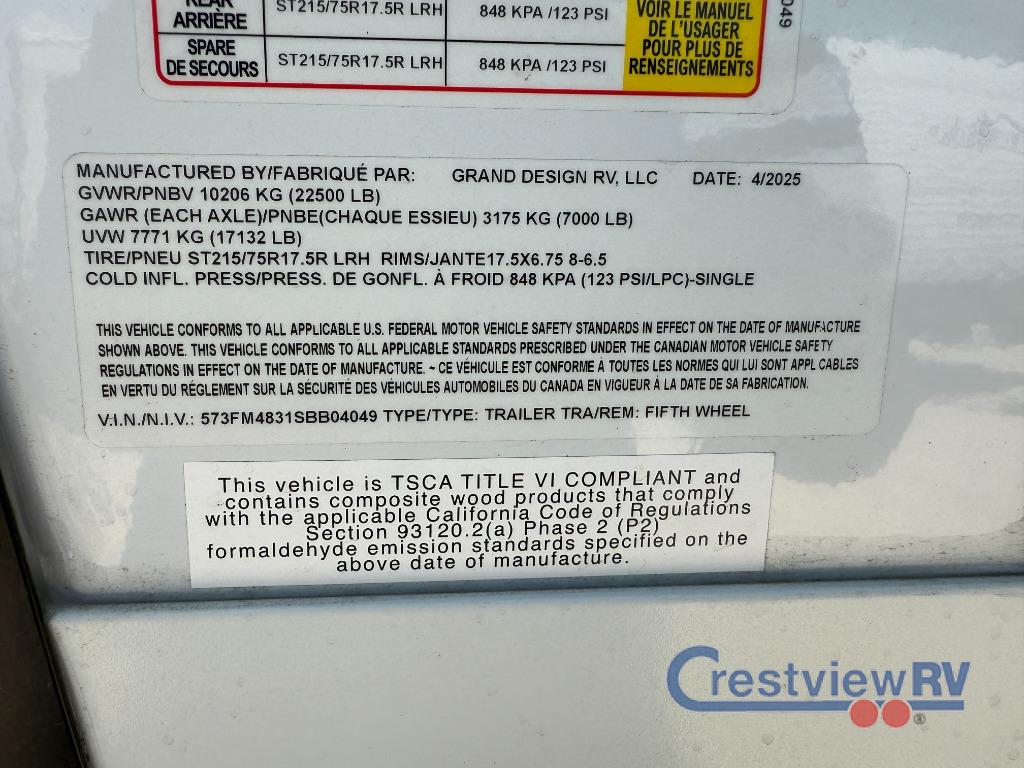 REAR
ARRIÈRE
ST215/75R17.5R LRH
848 KPA /123 PSI
SPARE
DE SECOURS
ST215/75R17.5R LRH
848 KPA /123 PSI
VOIR LE MANUEL
DE L'USAGER
POUR PLUS DE
RENSEIGNEMENTS
049
MANUFACTURED BY/FABRIQUÉ PAR: GRAND DESIGN RV, LLC DATE: 4/2025
GVWR/PNBV 10206 KG (22500 LB)
GAWR (EACH AXLE)/PNBE(CHAQUE ESSIEU) 3175 KG (7000 LB)
UVW 7771 KG (17132 LB)
TIRE/PNEU ST215/75R17.5R LRH RIMS/JANTE17.5X6.75 8-6.5
COLD INFL. PRESS/PRESS. DE GONFL. À FROID 848 KPA (123 PSI/LPC)-SINGLE
THIS VEHICLE CONFORMS TO ALL APPLICABLE U.S. FEDERAL MOTOR VEHICLE SAFETY STANDARDS IN EFFECT ON THE DATE OF MANUFACTURE
SHOWN ABOVE. THIS VEHICLE CONFORMS TO ALL APPLICABLE STANDARDS PRESCRIBED UNDER THE CANADIAN MOTOR VEHICLE SAFETY
REGULATIONS IN EFFECT ON THE DATE OF MANUFACTURE. ~ CE VÉHICULE EST CONFORME À TOUTES LES NORMES QUI LUI SONT APPLICABLES
EN VERTU DU RÉGLEMENT SUR LA SÉCURITÉ DES VÉHICULES AUTOMOBILES DU CANADA EN VIGUEUR À LA DATE DE SA FABRICATION.
V.I.N./N.I.V.: 573FM4831SBB04049 TYPE/TYPE: TRAILER TRA/REM: FIFTH WHEEL
This vehicle is TSCA TITLE VI COMPLIANT and
contains composite wood products that comply
with the applicable California Code of Regulations
Section 93120.2(a) Phase 2 (P2)
formaldehyde emission standards specified on the
above date of manufacture.
CrestviewRV
®